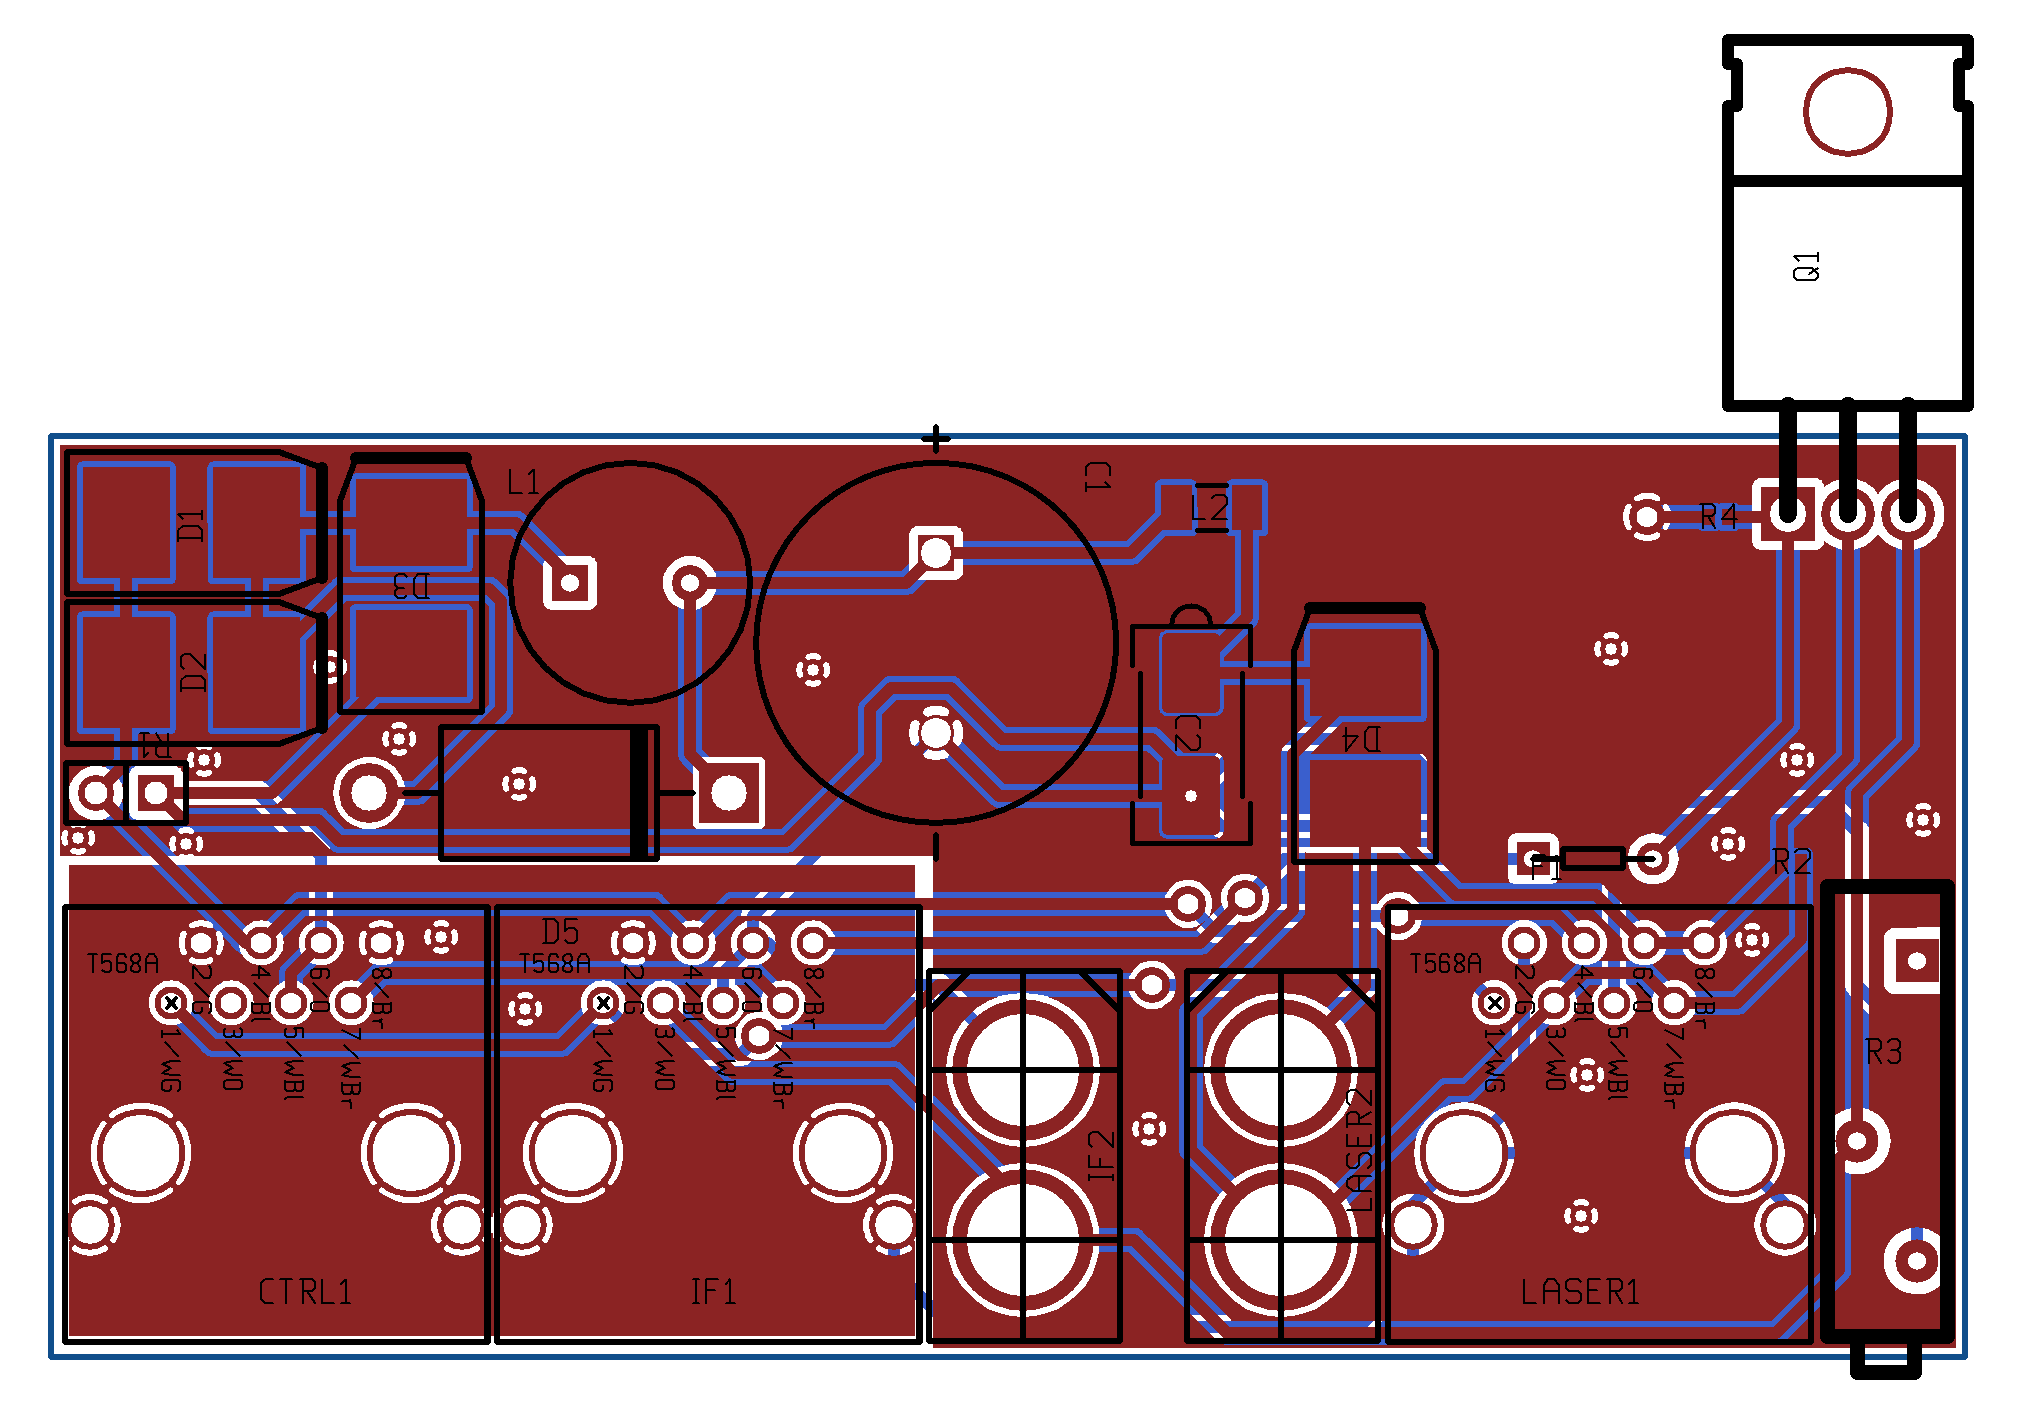 Q1
+
C1
L1
L2
D1
R4
D3
D2
C2
D4
R1
-
F1
R2
D5
T568A
T568A
T568A
2/G
4/Bl
6/O
8/Br
2/G
4/Bl
6/O
8/Br
2/G
4/Bl
6/O
8/Br
1/WG
3/WO
5/WBl
7/WBr
1/WG
3/WO
5/WBl
7/WBr
1/WG
3/WO
5/WBl
7/WBr
R3
IF2
LASER2
CTRL1
IF1
LASER1